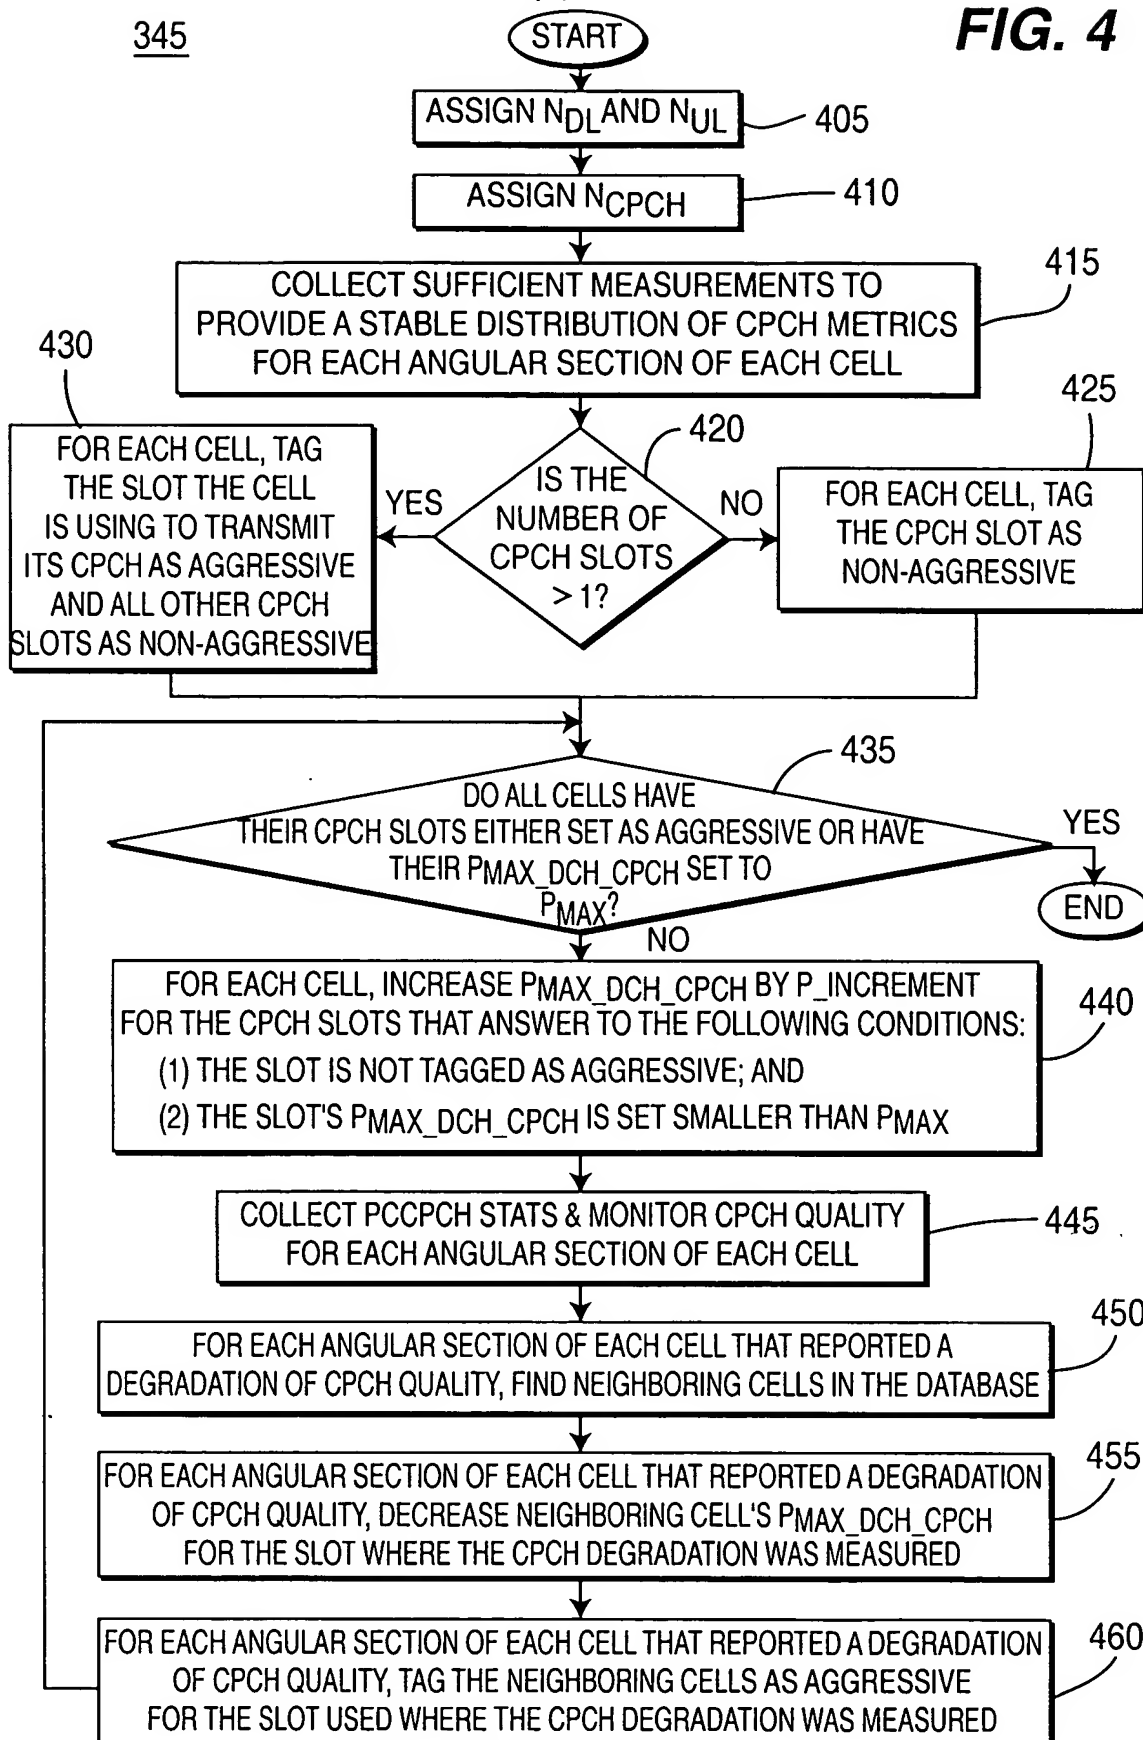 345
START
FIG. 4
ASSIGN NDL AND NUL
405
ASSIGN NCPCH
410
COLLECT SUFFICIENT MEASUREMENTS TO
PROVIDE A STABLE DISTRIBUTION OF CPCH METRICS
FOR EACH ANGULAR SECTION OF EACH CELL
415
430
FOR EACH CELL, TAG
THE SLOT THE CELL
IS USING TO TRANSMIT
ITS CPCH AS AGGRESSIVE
AND ALL OTHER CPCH
SLOTS AS NON-AGGRESSIVE
YES
IS THE
NUMBER OF
CPCH SLOTS
> 1?
420
NO
425
FOR EACH CELL, TAG
THE CPCH SLOT AS
NON-AGGRESSIVE
435
DO ALL CELLS HAVE
THEIR CPCH SLOTS EITHER SET AS AGGRESSIVE OR HAVE
THEIR PMAX_DCH_CPCH SET TO
PMAX?
YES
END
NO
FOR EACH CELL, INCREASE PMAX_DCH_CPCH BY P_INCREMENT
FOR THE CPCH SLOTS THAT ANSWER TO THE FOLLOWING CONDITIONS:
(1) THE SLOT IS NOT TAGGED AS AGGRESSIVE; AND
(2) THE SLOT'S PMAX_DCH_CPCH IS SET SMALLER THAN PMAX
440
COLLECT PCCPCH STATS & MONITOR CPCH QUALITY
FOR EACH ANGULAR SECTION OF EACH CELL
445
FOR EACH ANGULAR SECTION OF EACH CELL THAT REPORTED A
DEGRADATION OF CPCH QUALITY, FIND NEIGHBORING CELLS IN THE DATABASE
450
FOR EACH ANGULAR SECTION OF EACH CELL THAT REPORTED A DEGRADATION
OF CPCH QUALITY, DECREASE NEIGHBORING CELL'S PMAX_DCH_CPCH
FOR THE SLOT WHERE THE CPCH DEGRADATION WAS MEASURED
455
FOR EACH ANGULAR SECTION OF EACH CELL THAT REPORTED A DEGRADATION
OF CPCH QUALITY, TAG THE NEIGHBORING CELLS AS AGGRESSIVE
FOR THE SLOT USED WHERE THE CPCH DEGRADATION WAS MEASURED
460